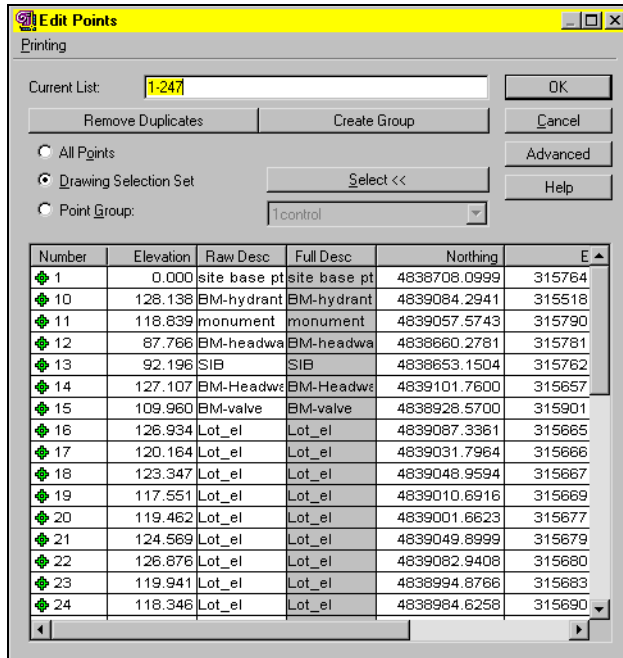 Edit Points
Printing
Current List: 1-247 OK
Remove Duplicates Create Group Cancel
All Points Advanced
Drawing Selection Set Select << Help
Point Group: 1control
Number Elevation Raw Desc Full Desc Northing E
1 0.000 site base pt site base pt 4838708.0999 315764
10 128.138 BM-hydrant BM-hydrant 4839084.2941 315518
11 118.839 monument monument 4839057.5743 315790
12 87.766 BM-headwa BM-headwa 4838660.2781 315781
13 92.196 SIB SIB 4838653.1504 315762
14 127.107 BM-Headwa BM-Headwa 4839101.7600 315657
15 109.960 BM-valve BM-valve 4838928.5700 315901
16 126.934 Lot_el Lot_el 4839087.3361 315665
17 120.164 Lot_el Lot_el 4839031.7964 315666
18 123.347 Lot_el Lot_el 4839048.9594 315667
19 117.551 Lot_el Lot_el 4839010.6916 315669
20 119.462 Lot_el Lot_el 4839001.6623 315677
21 124.569 Lot_el Lot_el 4839049.8999 315679
22 126.876 Lot_el Lot_el 4839082.9408 315680
23 119.941 Lot_el Lot_el 4838994.8766 315683
24 118.346 Lot_el Lot_el 4838984.6258 315690